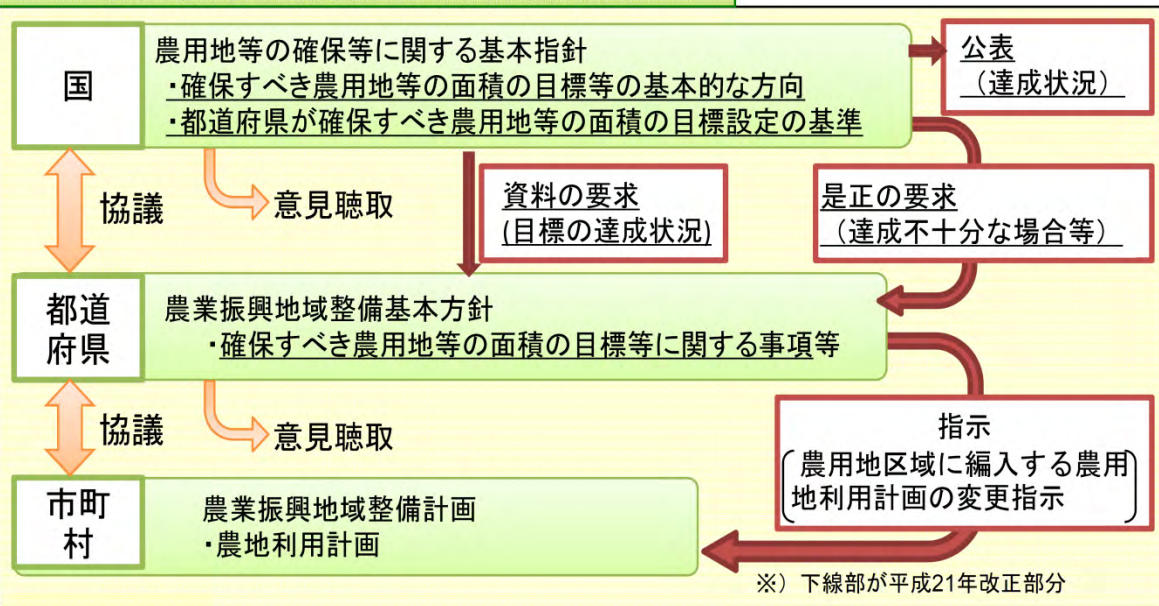 国
農用地等の確保等に関する基本指針
・確保すべき農用地等の面積の目標等の基本的な方向
・都道府県が確保すべき農用地等の面積の目標設定の基準
公表
（達成状況）
協議
意見聴取
資料の要求
(目標の達成状況)
是正の要求
（達成不十分な場合等）
都道
府県
農業振興地域整備基本方針
・確保すべき農用地等の面積の目標等に関する事項等
協議
意見聴取
指示
農用地区域に編入する農用
地利用計画の変更指示
市町
村
農業振興地域整備計画
・農地利用計画
※）下線部が平成21年改正部分